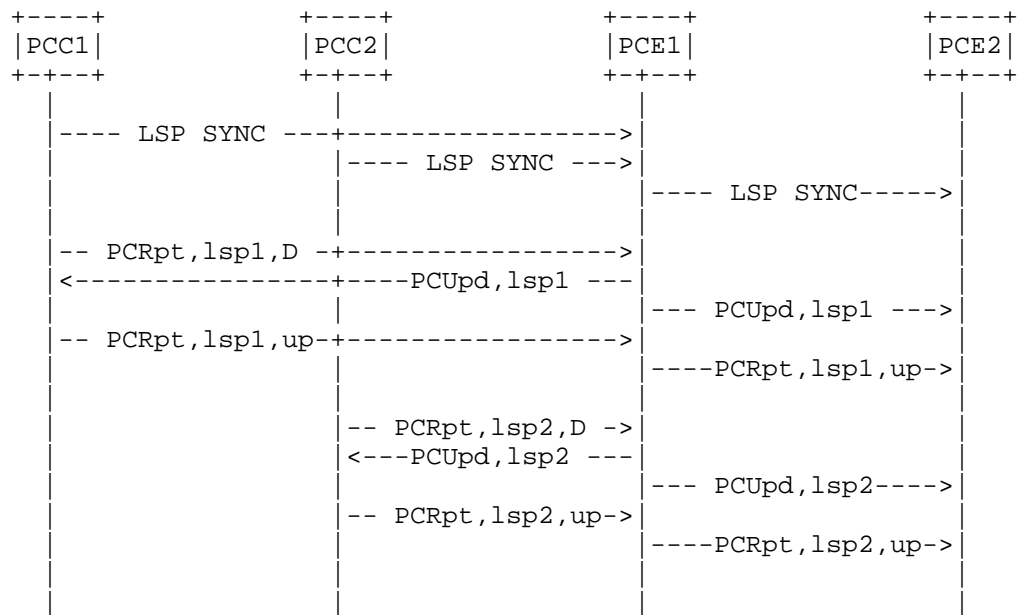 PCC1 PCC2 PCE1 PCE2
LSP SYNC
LSP SYNC
LSP SYNC
PCRpt,lsp1,D
PCUpd,lsp1
PCUpd,lsp1
PCRpt,lsp1,up
PCRpt,lsp1,up
PCRpt,lsp2,D
PCUpd,lsp2
PCUpd,lsp2
PCRpt,lsp2,up
PCRpt,lsp2,up